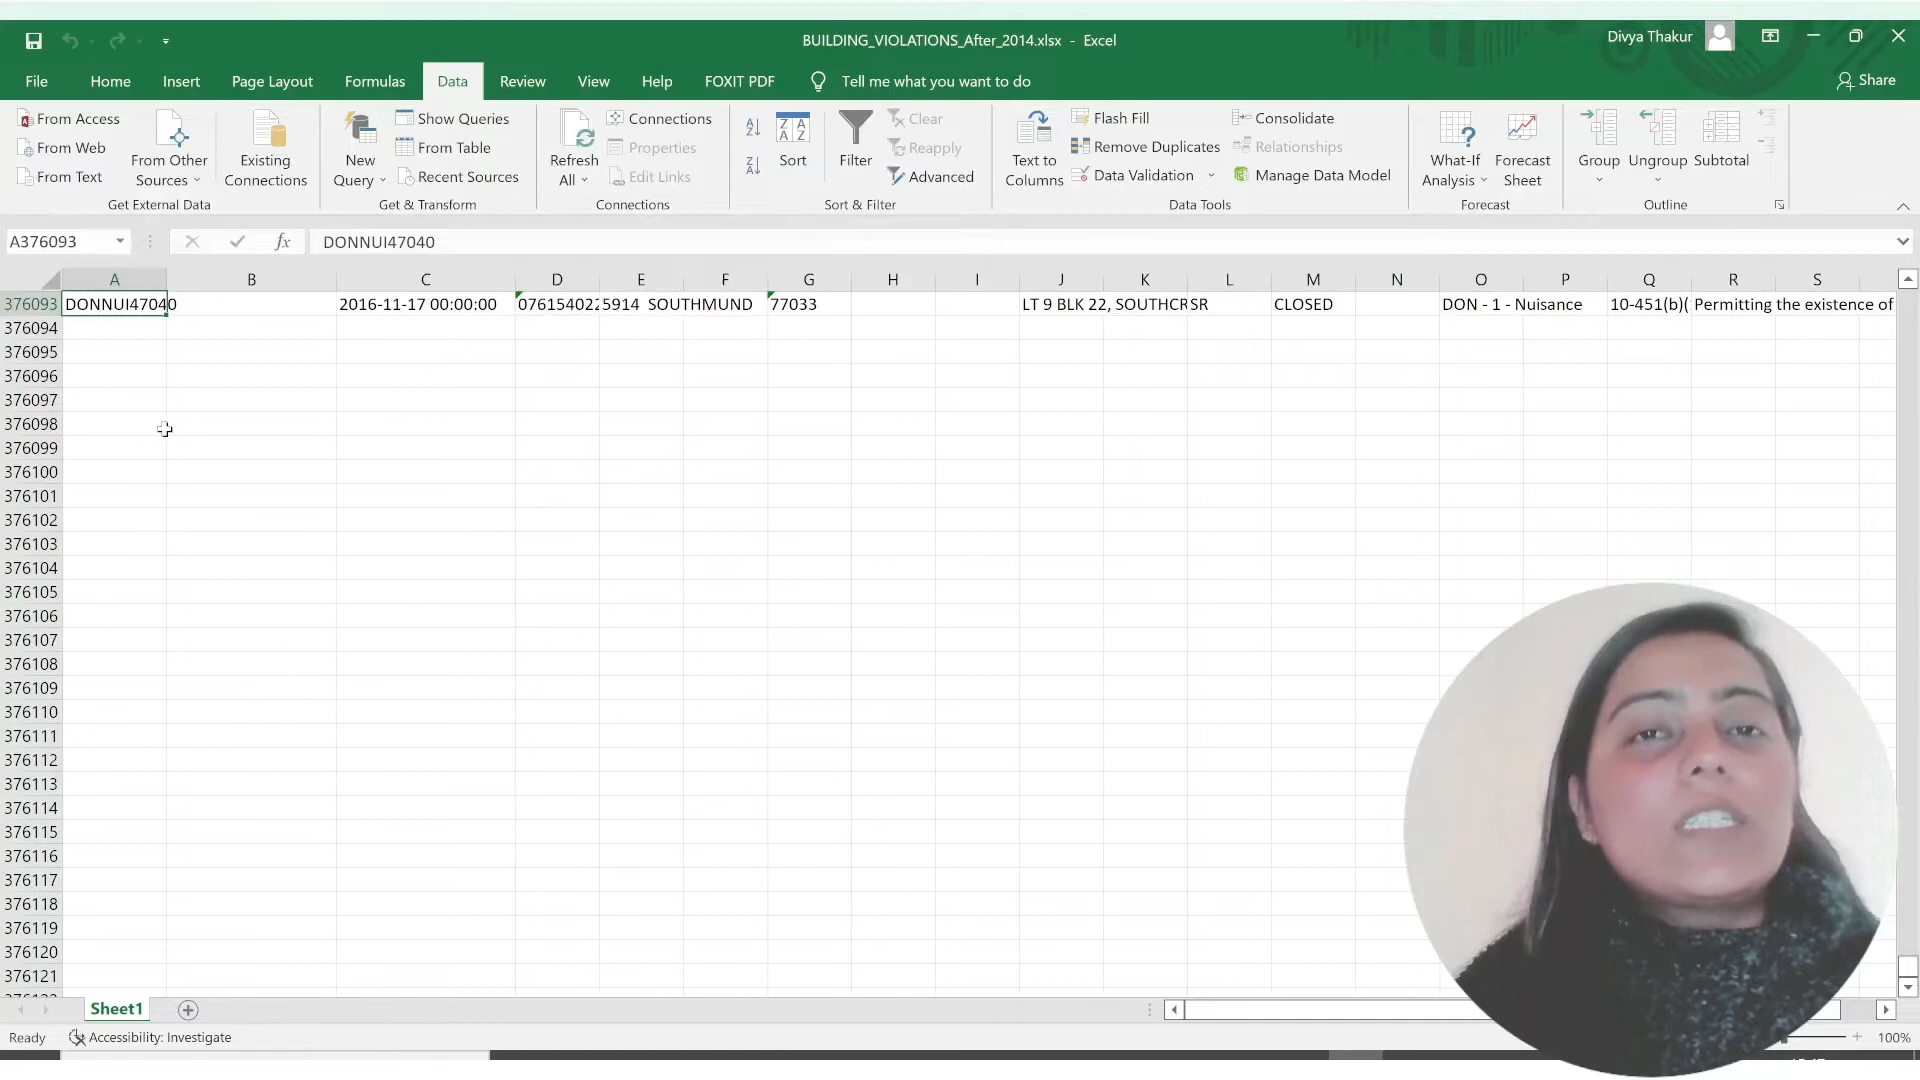 BUILDING_VIOLATIONS_After_2014.xlsx - Excel
Divya Thakur
File Home Insert Page Layout Formulas Data Review View Help FOXIT PDF Tell me what you want to do Share
From Access
From Web
From Text
From Other
Sources
Existing
Connections
Get External Data
New
Query
Show Queries
From Table
Recent Sources
Get & Transform
Refresh
All
Connections
Properties
Edit Links
Connections
A
Z
Z
A
Z A
A Z
Sort
Filter
Clear
Reapply
Advanced
Sort & Filter
Text to
Columns
Flash Fill
Remove Duplicates
Data Validation
Consolidate
Relationships
Manage Data Model
Data Tools
What-If
Analysis
Forecast
Sheet
Forecast
Group
Ungroup
Subtotal
Outline
A376093 fx DONNUI47040
A B C D E F G H I J K L M N O P Q R S
376093 DONNUI47040 2016-11-17 00:00:00 076154022 5914 SOUTHMUND 77033 LT 9 BLK 22, SOUTHCR SR CLOSED DON - 1 - Nuisance 10-451(b)( Permitting the existence of
376094
376095
376096
376097
376098
376099
376100
376101
376102
376103
376104
376105
376106
376107
376108
376109
376110
376111
376112
376113
376114
376115
376116
376117
376118
376119
376120
376121
Sheet1
Ready Accessibility: Investigate 100%